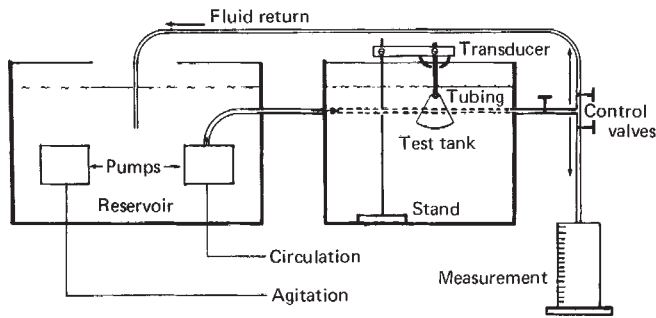 Fluid return
Transducer
Tubing
Control
valves
Test tank
Pumps
Reservoir
Stand
Circulation
Measurement
Agitation